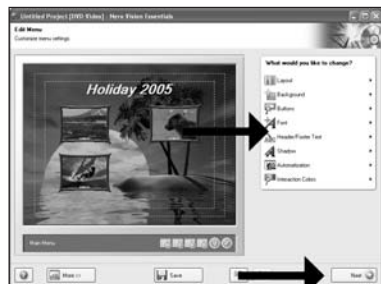 Untitled Project [DVD Video] - Nero Vision Essentials
Edit Menu
Customize menu settings.
What would you like to change?
Layout
Background
Buttons
Font
Header/Footer Text
Shadow
Automatization
Interaction Colors
Holiday 2005
Main Menu
More >>
Save
Next